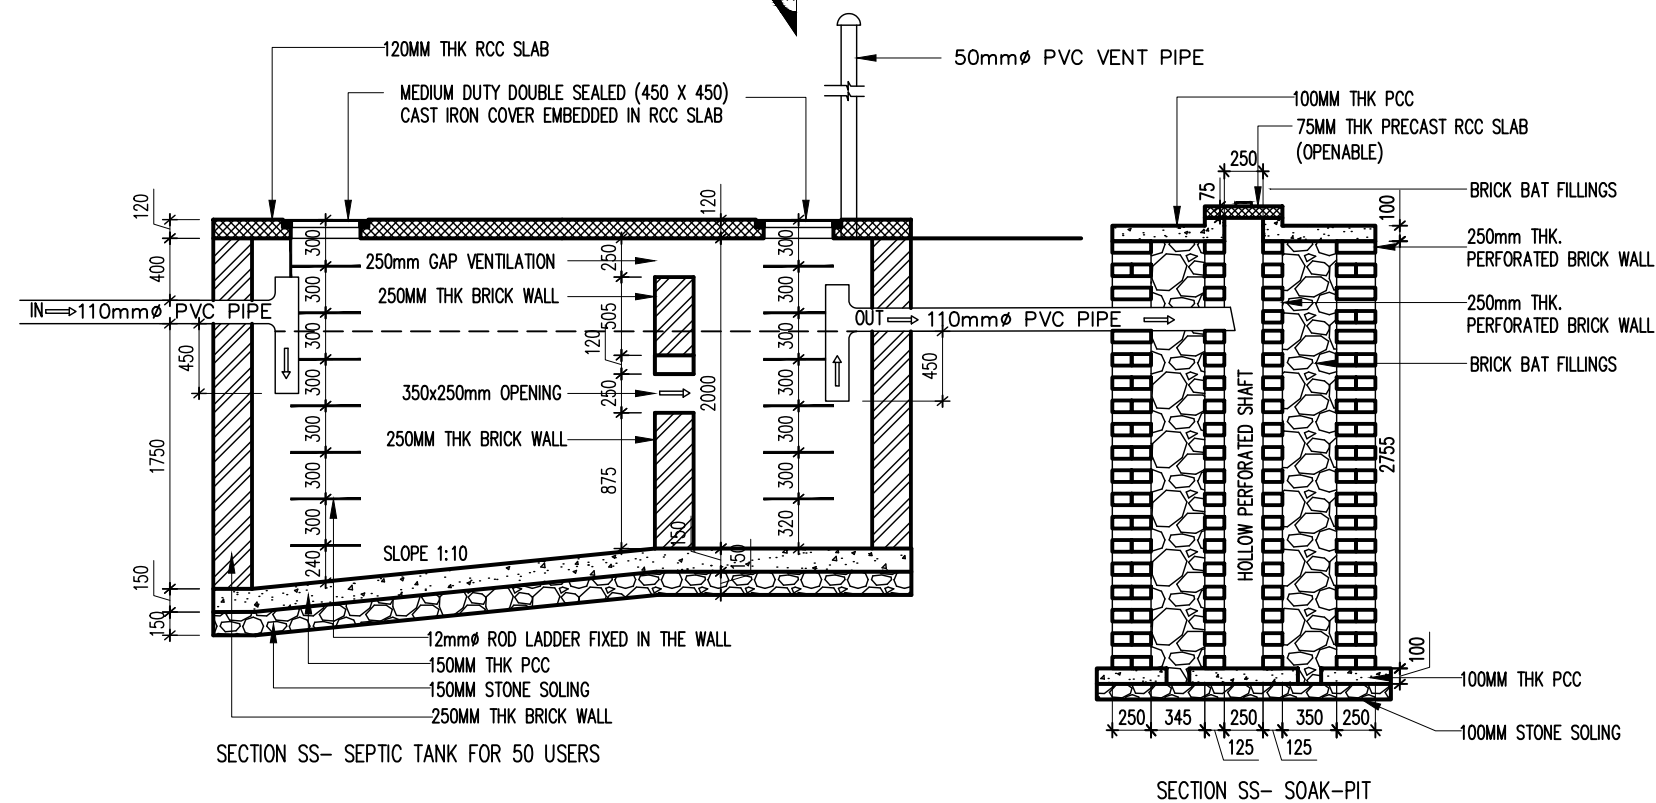 120MM THK RCC SLAB
50mmø PVC VENT PIPE
MEDIUM DUTY DOUBLE SEALED (450 X 450)
CAST IRON COVER EMBEDDED IN RCC SLAB
100MM THK PCC
75MM THK PRECAST RCC SLAB
(OPENABLE)
250
75
BRICK BAT FILLINGS
100
120
120
250mm THK.
PERFORATED BRICK WALL
400
300
300
300
300
300
300
300
240
250mm GAP VENTILATION
250
300
300
300
300
300
300
320
250MM THK BRICK WALL
505
120
IN
110mmø PVC PIPE
OUT
110mmø PVC PIPE
250mm THK.
PERFORATED BRICK WALL
450
450
BRICK BAT FILLINGS
350x250mm OPENING
250
2000
HOLLOW PERFORATED SHAFT
250MM THK BRICK WALL
1750
875
2755
150
150
SLOPE 1:10
150
150
100
12mmø ROD LADDER FIXED IN THE WALL
150MM THK PCC
150MM STONE SOLING
250MM THK BRICK WALL
100MM THK PCC
250
345
250
350
250
125
125
100MM STONE SOLING
SECTION SS- SEPTIC TANK FOR 50 USERS
SECTION SS- SOAK-PIT